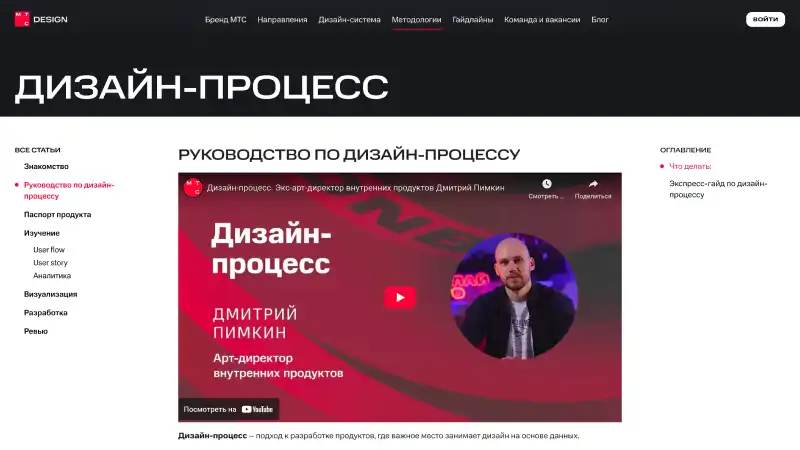 МТС DESIGN
Бренд МТС
Направления
Дизайн-система
Методологии
Гайдлайны
Команда и вакансии
Блог
ВОЙТИ
ДИЗАЙН-ПРОЦЕСС
ВСЕ СТАТЬИ
Знакомство
Руководство по дизайн-
процессу
Паспорт продукта
Изучение
User flow
User story
Аналитика
Визуализация
Разработка
Ревью
РУКОВОДСТВО ПО ДИЗАЙН-ПРОЦЕССУ
МТС
Дизайн-процесс. Экс-арт-директор внутренних продуктов Дмитрий Пимкин
Смотреть ...
Поделиться
Дизайн-
процесс
ДМИТРИЙ
ПИМКИН
Арт-директор
внутренних продуктов
Посмотреть на YouTube
Дизайн-процесс — подход к разработке продуктов, где важное место занимает дизайн на основе данных.
ОГЛАВЛЕНИЕ
Что делать:
Экспресс-гайд по дизайн-
процессу